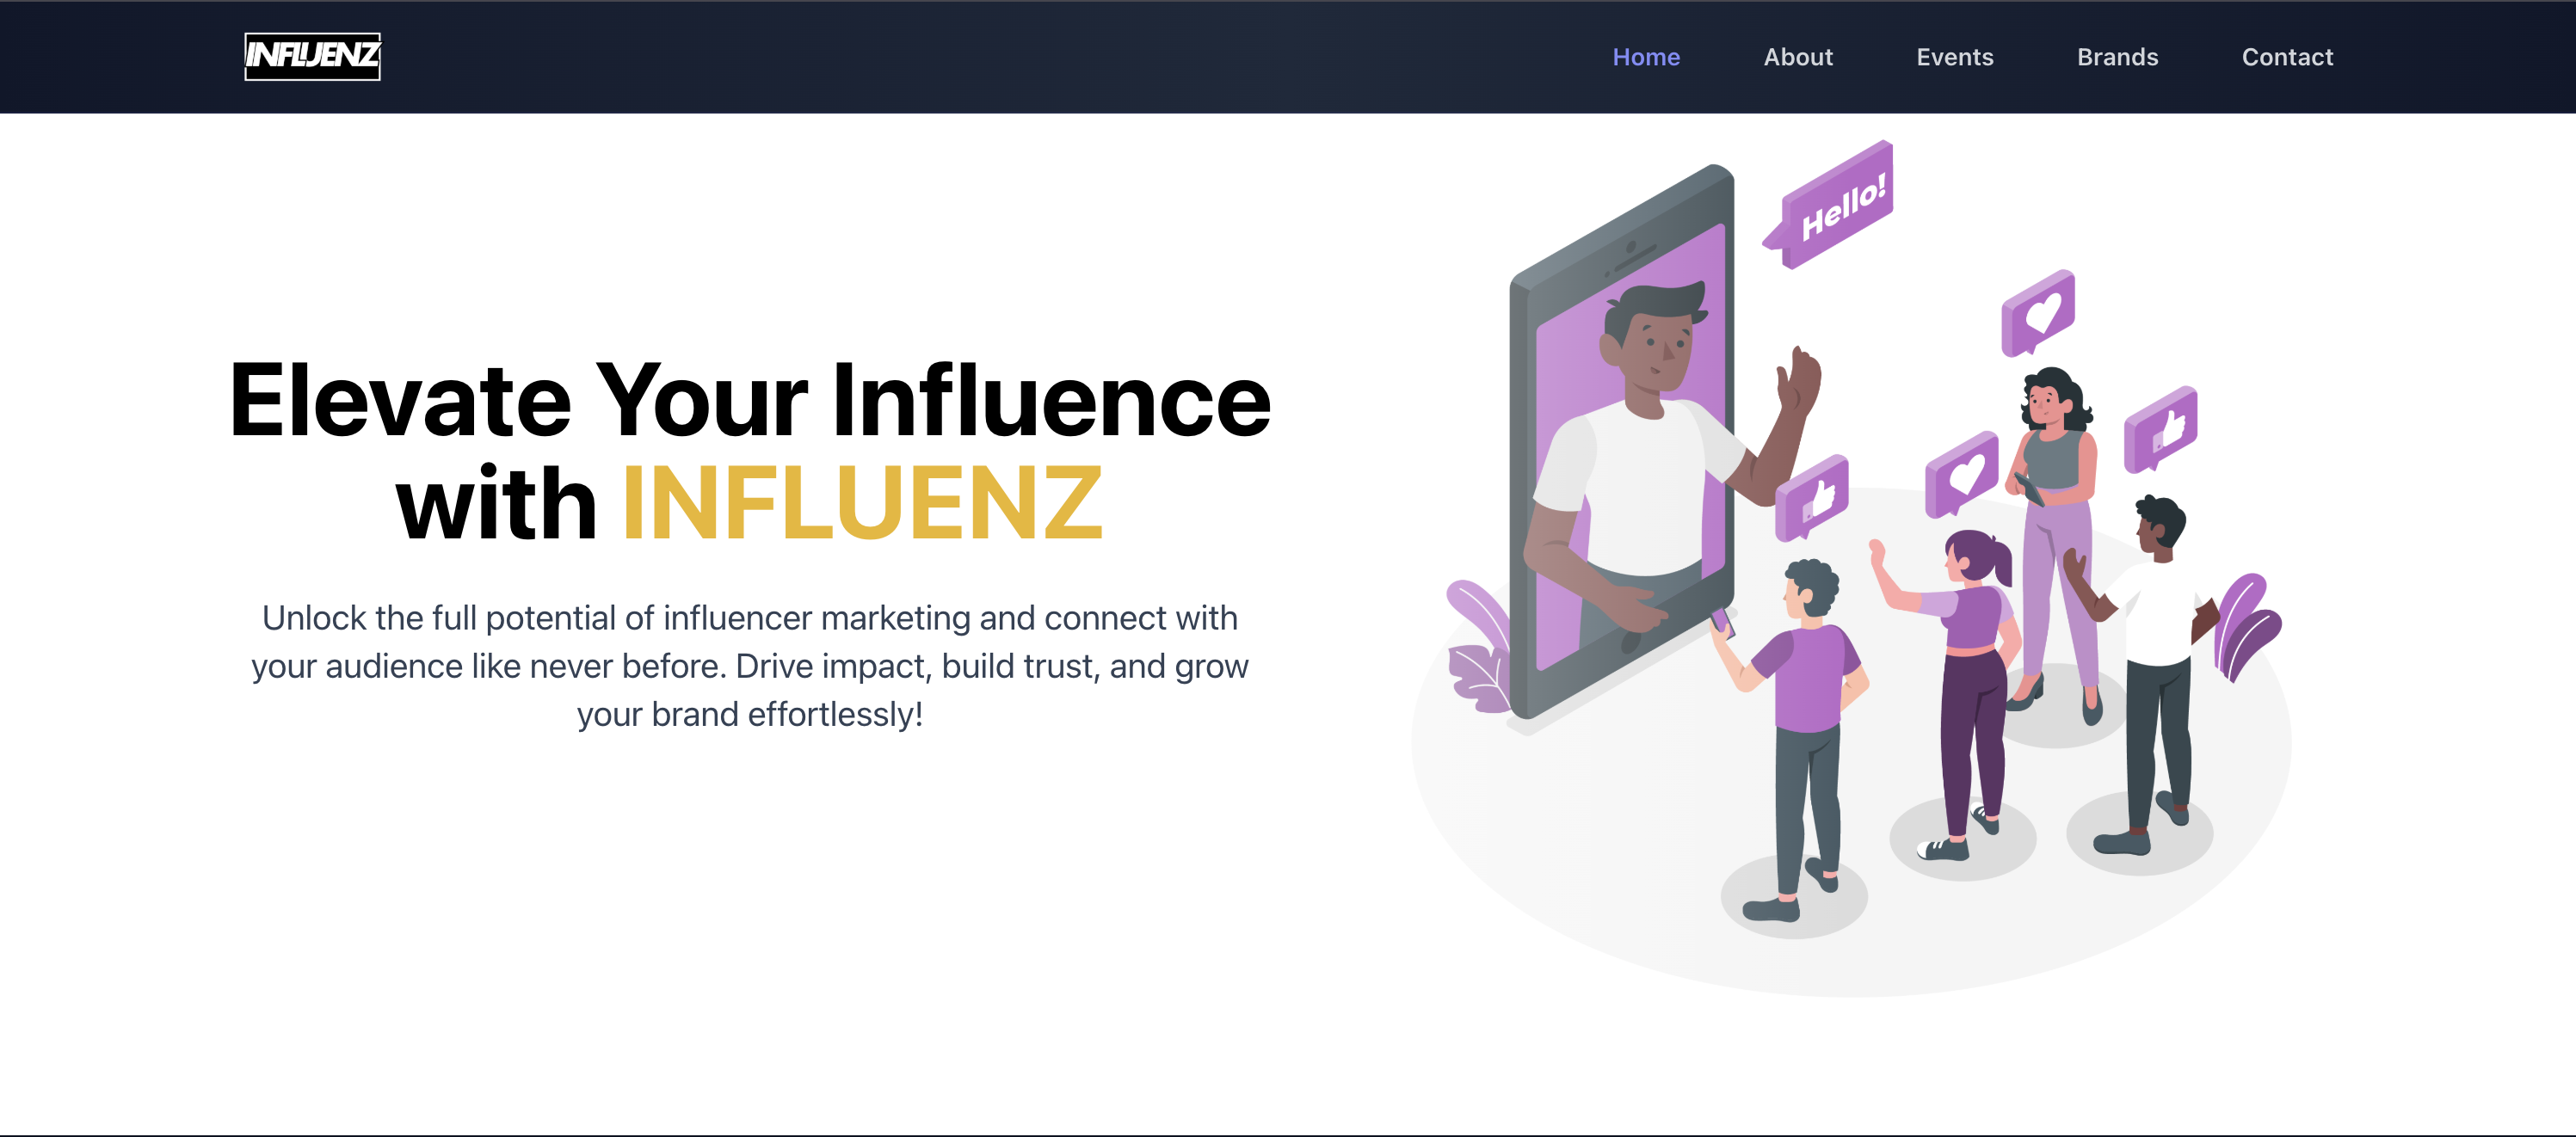 INFLUENZ
Home About Events Brands Contact
Hello!
Elevate Your Influence
with INFLUENZ
Unlock the full potential of influencer marketing and connect with
your audience like never before. Drive impact, build trust, and grow
your brand effortlessly!